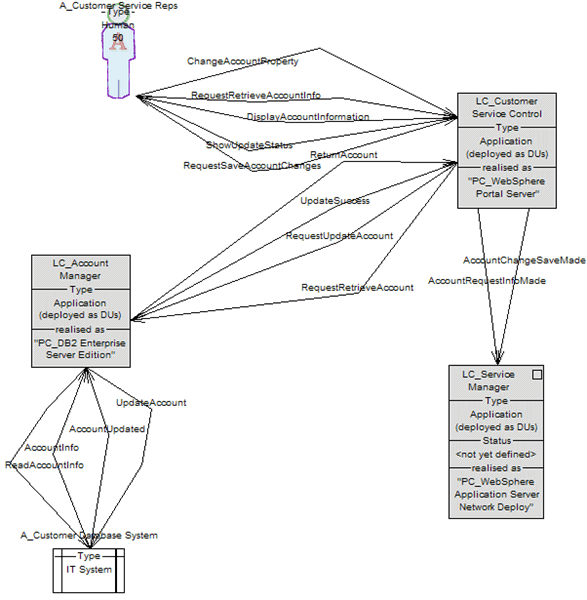 A_Customer Service Reps
- Type -
Human
50
A
ChangeAccountProperty
RequestRetrieveAccountInfo
DisplayAccountInformation
ShowUpdateStatus
RequestSaveAccountChanges
ReturnAccount
UpdateSuccess
RequestUpdateAccount
RequestRetrieveAccount
LC_Customer
Service Control
Type
Application
(deployed as DUs)
realised as
"PC_WebSphere
Portal Server"
AccountChangeSaveMade
AccountRequestInfoMade
LC_Account
Manager
Type
Application
(deployed as DUs)
realised as
"PC_DB2 Enterprise
Server Edition"
LC_Service
Manager
Type
Application
(deployed as DUs)
Status
<not yet defined>
realised as
"PC_WebSphere
Application Server
Network Deploy"
UpdateAccount
AccountUpdated
AccountInfo
ReadAccountInfo
A_Customer Database System
Type
IT System